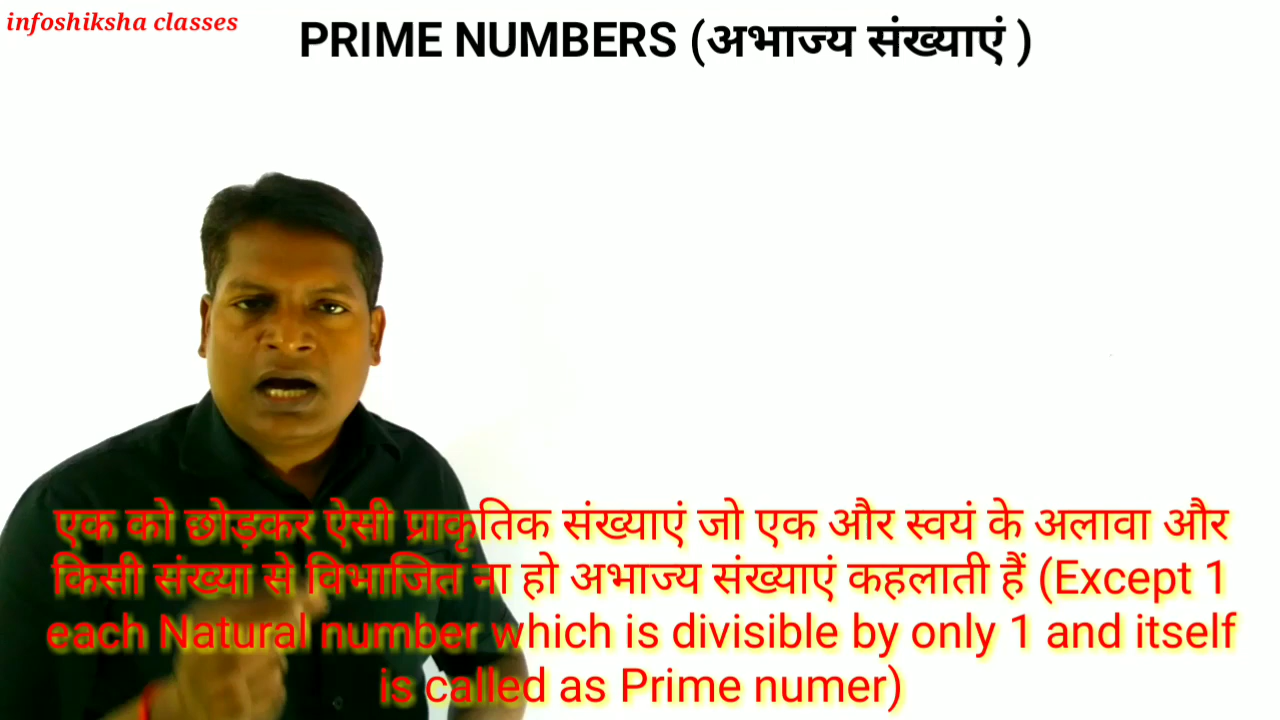 infoshiksha classes
PRIME NUMBERS (अभाज्य संख्याएं )
एक को छोड़कर ऐसी प्राकृतिक संख्याएं जो एक और स्वयं के अलावा और
किसी संख्या से विभाजित ना हो अभाज्य संख्याएं कहलाती हैं (Except 1
each Natural number which is divisible by only 1 and itself
is called as Prime numer)